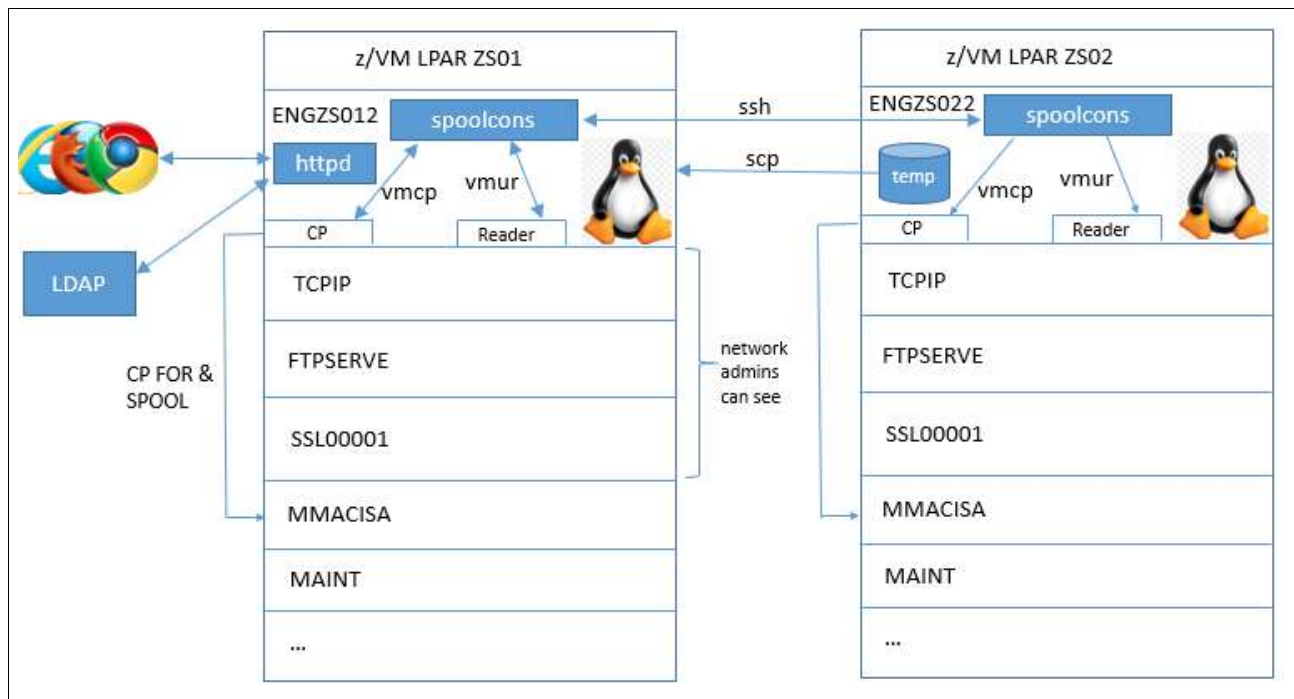 z/VM LPAR ZS01
ENGZS012
spoolcons
httpd
vmcp
vmur
CP
Reader
LDAP
CP FOR &
SPOOL
TCPIP
FTPSERVE
SSL00001
MMACISA
MAINT
...
network
admins
can see
ssh
scp
z/VM LPAR ZS02
ENGZS022
spoolcons
temp
vmcp
vmur
CP
Reader
TCPIP
FTPSERVE
SSL00001
MMACISA
MAINT
...